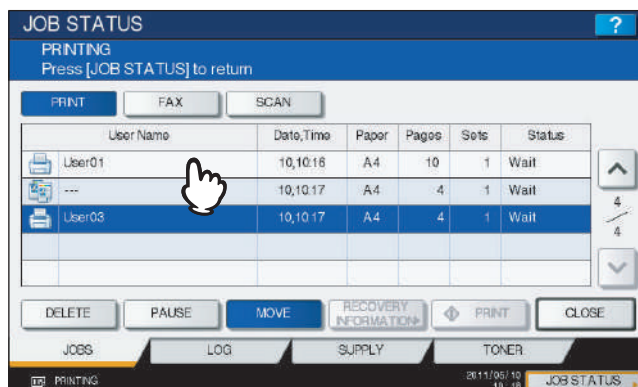 JOB STATUS ?
PRINTING
Press [JOB STATUS] to return
PRINT FAX SCAN
User Name Date,Time Paper Pages Sets Status
User01 10,10:16 A4 10 1 Wait
--- 10,10:17 A4 4 1 Wait
User03 10,10:17 A4 4 1 Wait
4
4
DELETE PAUSE MOVE RECOVERY INFORMATION PRINT CLOSE
JOBS LOG SUPPLY TONER
PRINTING 2011/05/10
10:18 JOB STATUS